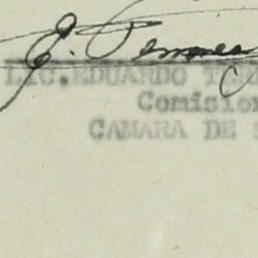 E.
LIC. EDUARDO
Comision
CAMARA DE S